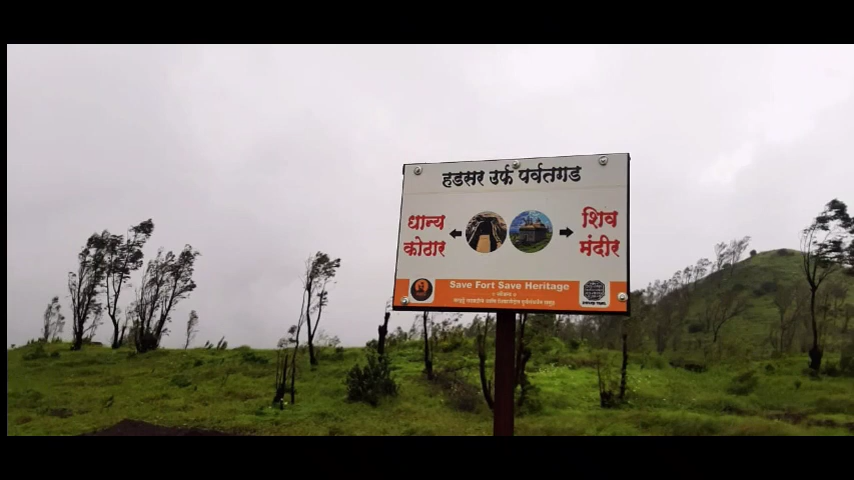 हडसर उर्फ पर्वतगड
धान्य
कोठार
शिव
मंदीर
Save Fort Save Heritage